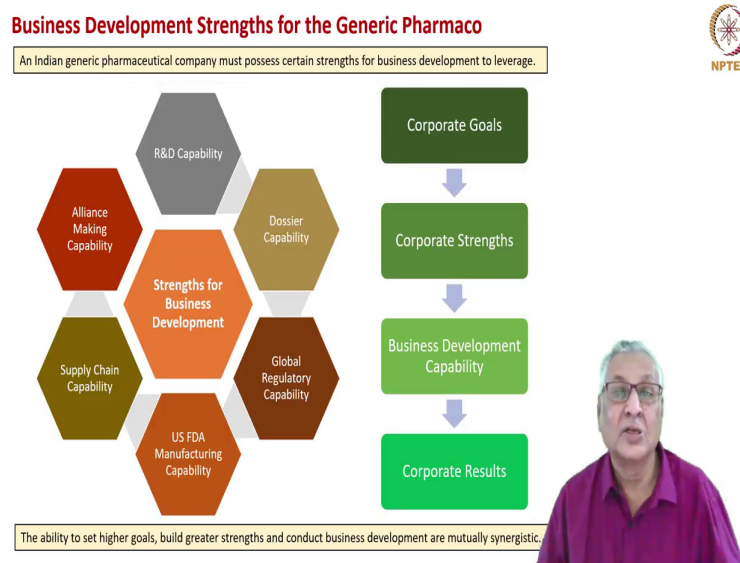 Business Development Strengths for the Generic Pharmaco
An Indian generic pharmaceutical company must possess certain strengths for business development to leverage.
NPTE
R&D Capability
Dossier
Capability
Global
Regulatory
Capability
US FDA
Manufacturing
Capability
Supply Chain
Capability
Alliance
Making
Capability
Strengths for
Business
Development
Corporate Goals
Corporate Strengths
Business Development
Capability
Corporate Results
The ability to set higher goals, build greater strengths and conduct business development are mutually synergistic.